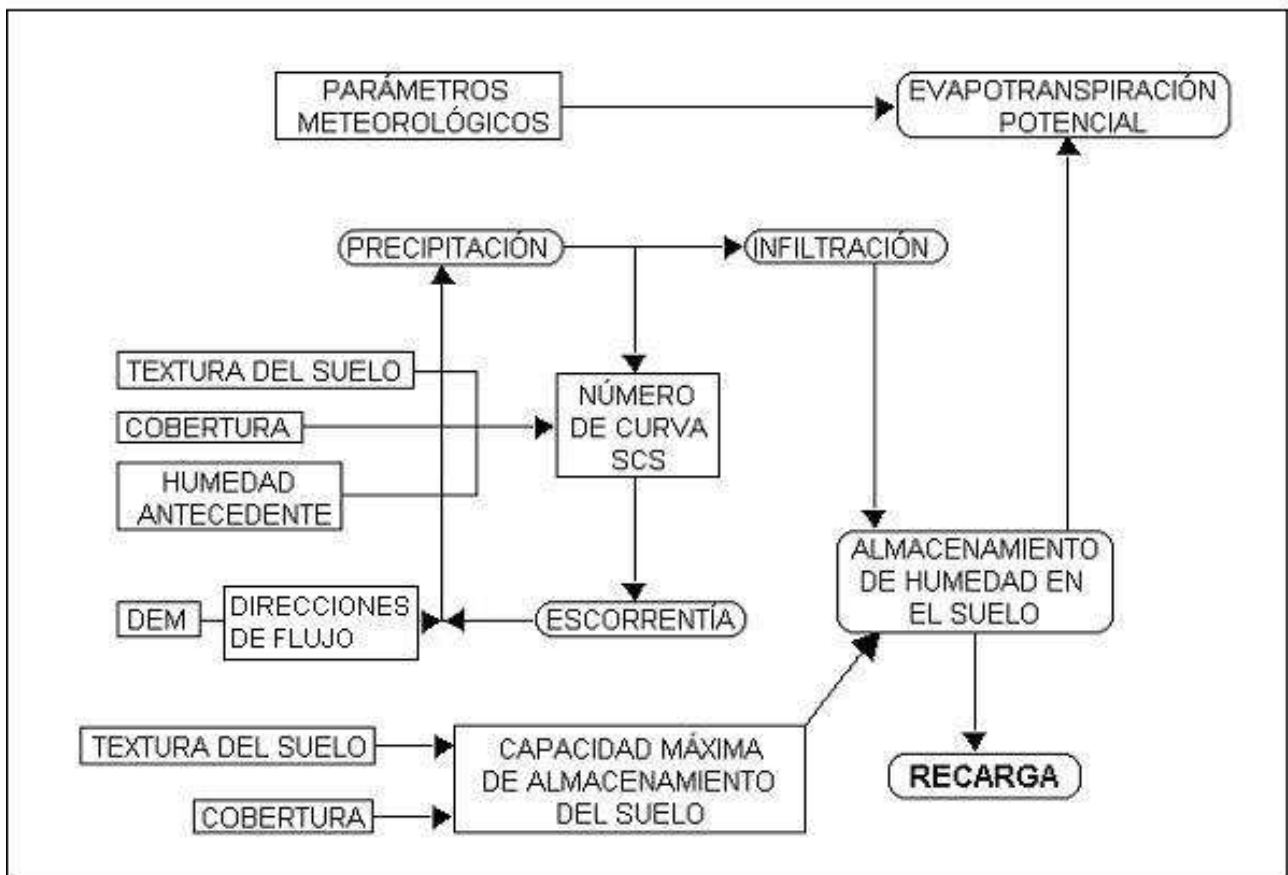 PARÁMETROS
METEOROLÓGICOS
EVAPOTRANSPIRACIÓN
POTENCIAL
PRECIPITACIÓN
INFILTRACIÓN
TEXTURA DEL SUELO
COBERTURA
HUMEDAD
ANTECEDENTE
NÚMERO
DE CURVA
SCS
ALMACENAMIENTO
DE HUMEDAD EN
EL SUELO
DEM
DIRECCIONES
DE FLUJO
ESCORRENTÍA
TEXTURA DEL SUELO
COBERTURA
CAPACIDAD MÁXIMA
DE ALMACENAMIENTO
DEL SUELO
RECARGA